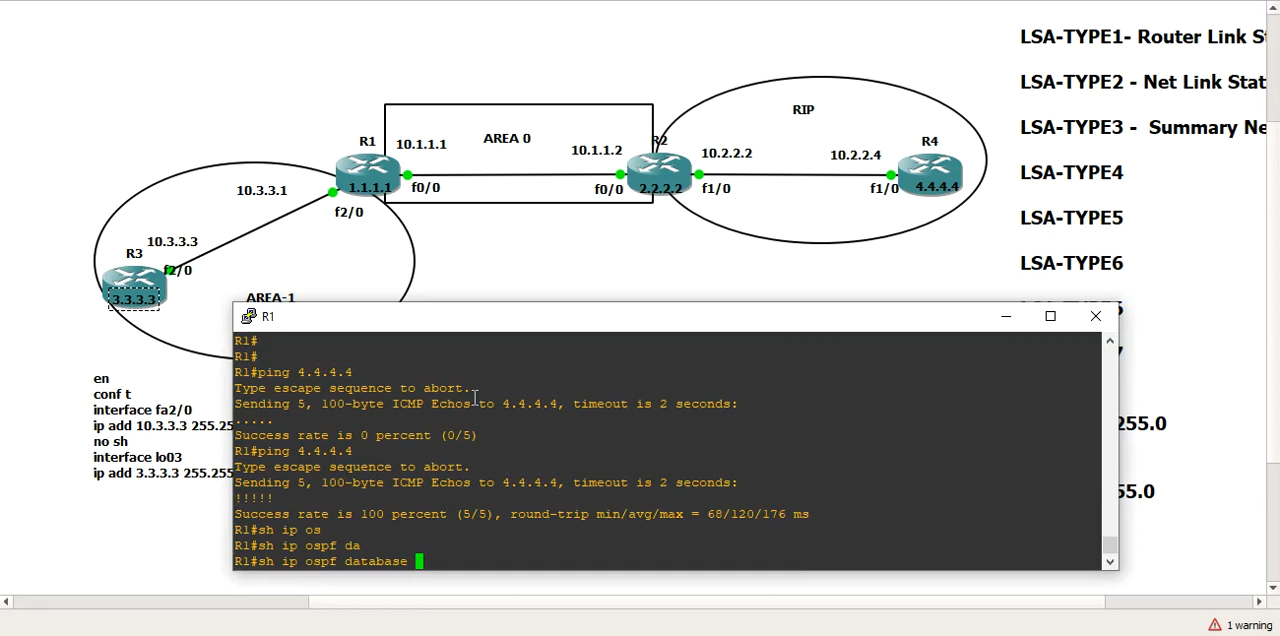 LSA-TYPE1- Router Link S
LSA-TYPE2 - Net Link Stat
LSA-TYPE3 - Summary Ne
LSA-TYPE4
LSA-TYPE5
LSA-TYPE6
255.0
55.0
RIP
AREA 0
R1
10.1.1.1
1.1.1.1
f0/0
f2/0
10.1.1.2
R2
2.2.2.2
f0/0
10.2.2.2
f1/0
10.2.2.4
R4
4.4.4.4
f1/0
10.3.3.1
10.3.3.3
R3
f2/0
3.3.3.3
AREA-1
en
conf t
interface fa2/0
ip add 10.3.3.3 255.25
no sh
interface lo03
ip add 3.3.3.3 255.255
R1
R1#
R1#
R1#ping 4.4.4.4
Type escape sequence to abort.
Sending 5, 100-byte ICMP Echos to 4.4.4.4, timeout is 2 seconds:
.....
Success rate is 0 percent (0/5)
R1#ping 4.4.4.4
Type escape sequence to abort.
Sending 5, 100-byte ICMP Echos to 4.4.4.4, timeout is 2 seconds:
!!!!!
Success rate is 100 percent (5/5), round-trip min/avg/max = 68/120/176 ms
R1#sh ip os
R1#sh ip ospf da
R1#sh ip ospf database
1 warning